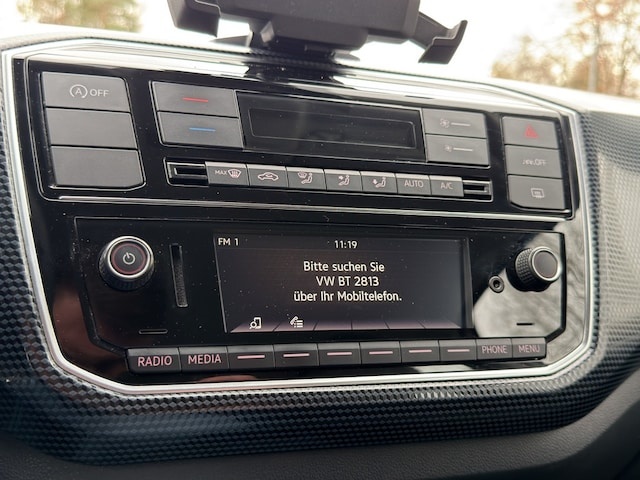 A OFF
OFF
MAX
AUTO
A/C
FM 1
11:19
Bitte suchen Sie
VW BT 2813
über Ihr Mobiltelefon.
RADIO
MEDIA
PHONE
MENU